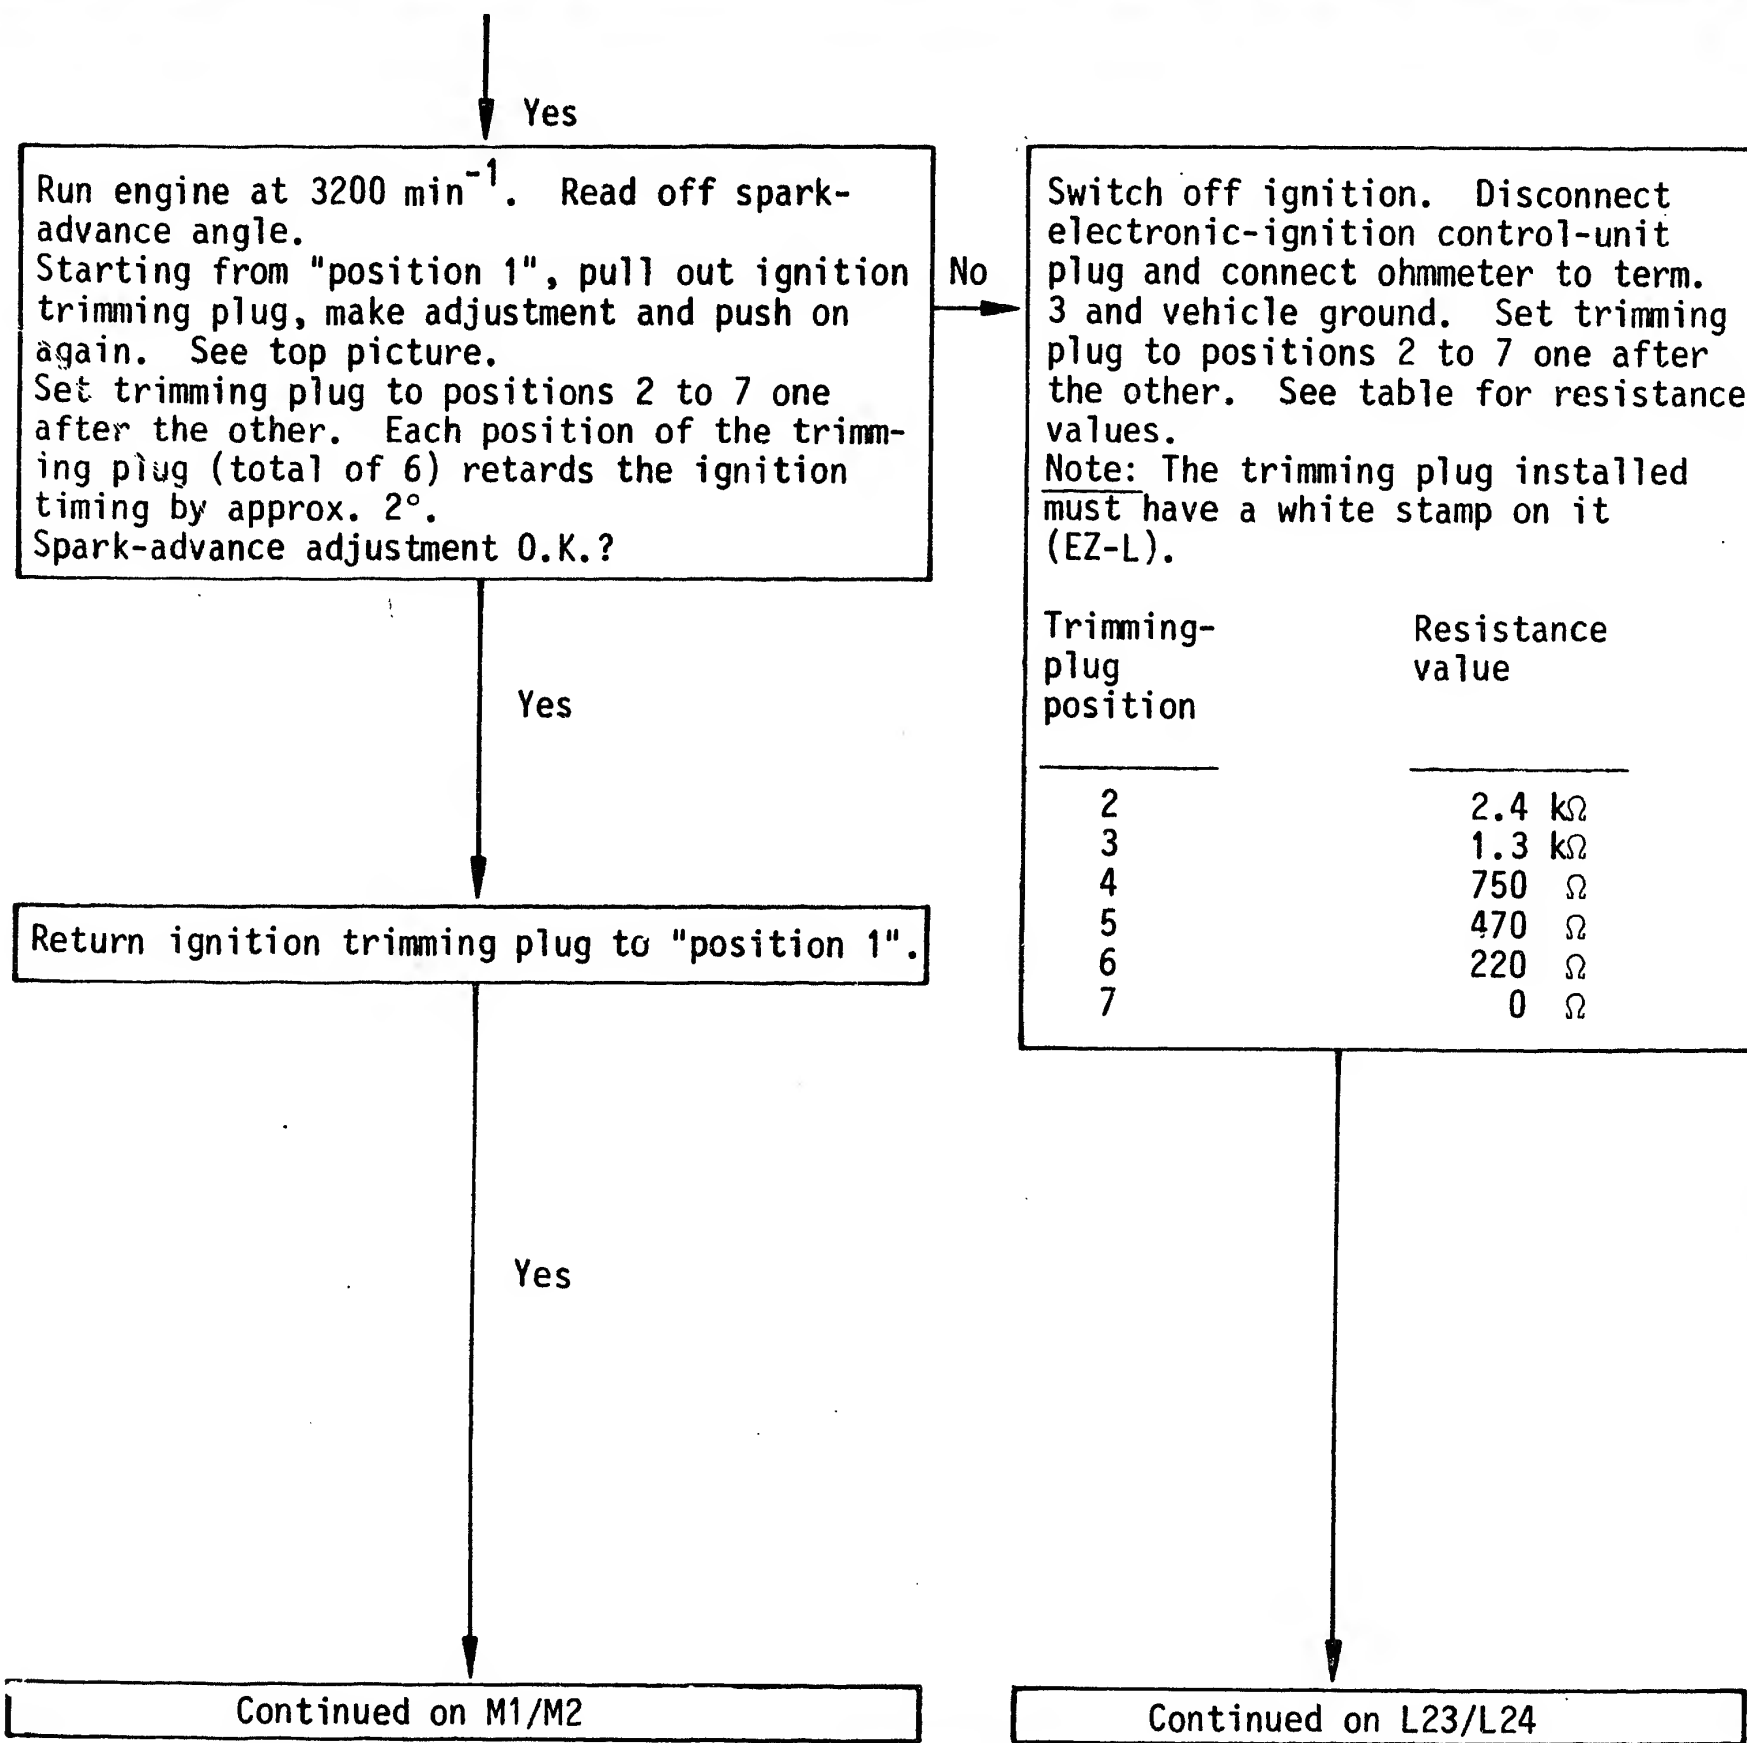 Yes
Run engine at 3200 min⁻¹. Read off spark-
advance angle.
Starting from "position 1", pull out ignition
trimming plug, make adjustment and push on
again. See top picture.
Set trimming plug to positions 2 to 7 one
after the other. Each position of the trimm-
ing plug (total of 6) retards the ignition
timing by approx. 2°.
Spark-advance adjustment O.K.?
No
Switch off ignition. Disconnect
electronic-ignition control-unit
plug and connect ohmmeter to term.
3 and vehicle ground. Set trimming
plug to positions 2 to 7 one after
the other. See table for resistance
values.
Note: The trimming plug installed
must have a white stamp on it
(EZ-L).
Trimming-
plug
position
Resistance
value
2 2.4 kΩ
3 1.3 kΩ
4 750 Ω
5 470 Ω
6 220 Ω
7 0 Ω
Yes
Return ignition trimming plug to "position 1".
Yes
Continued on M1/M2
Continued on L23/L24